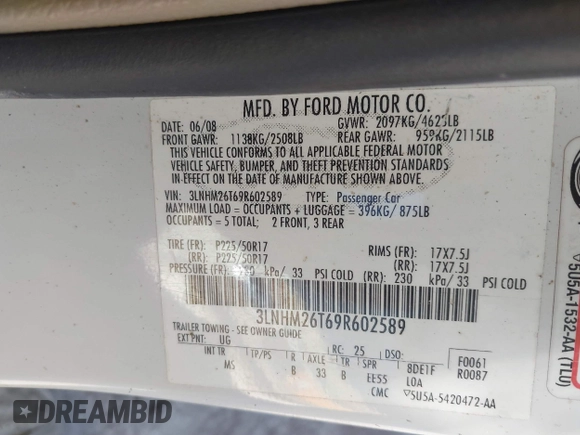 MFD. BY FORD MOTOR CO.
DATE: 06/08 GVWR: 2097KG/4623LB
FRONT GAWR: 1138KG/2508LB REAR GAWR: 959KG/2115LB
THIS VEHICLE CONFORMS TO ALL APPLICABLE FEDERAL MOTOR
VEHICLE SAFETY, BUMPER, AND THEFT PREVENTION STANDARDS
IN EFFECT ON THE DATE OF MANUFACTURE SHOWN ABOVE.
VIN: 3LNHM26T69R602589 TYPE: Passenger Car
MAXIMUM LOAD = OCCUPANTS + LUGGAGE = 396KG/ 875LB
OCCUPANTS = 5 TOTAL; 2 FRONT, 3 REAR
TIRE (FR): P225/50R17 RIMS (FR): 17X7.5J
(RR): P225/50R17 (RR): 17X7.5J
PRESSURE (FR): kPa/ 33 PSI COLD (RR): 230 kPa/ 33 PSI COLD
3LNHM26T69R602589
TRAILER TOWING - SEE OWNER GUIDE
EXT PNT: UG RC: 25 DSO: F0061
INT TR TP/PS R AXLE TR SPR 8DE1F R0087
MS B 33 B EE55 LOA
CMC 5U5A-5420472-AA
5U5A-1532-AA (TLU)
DREAMBID